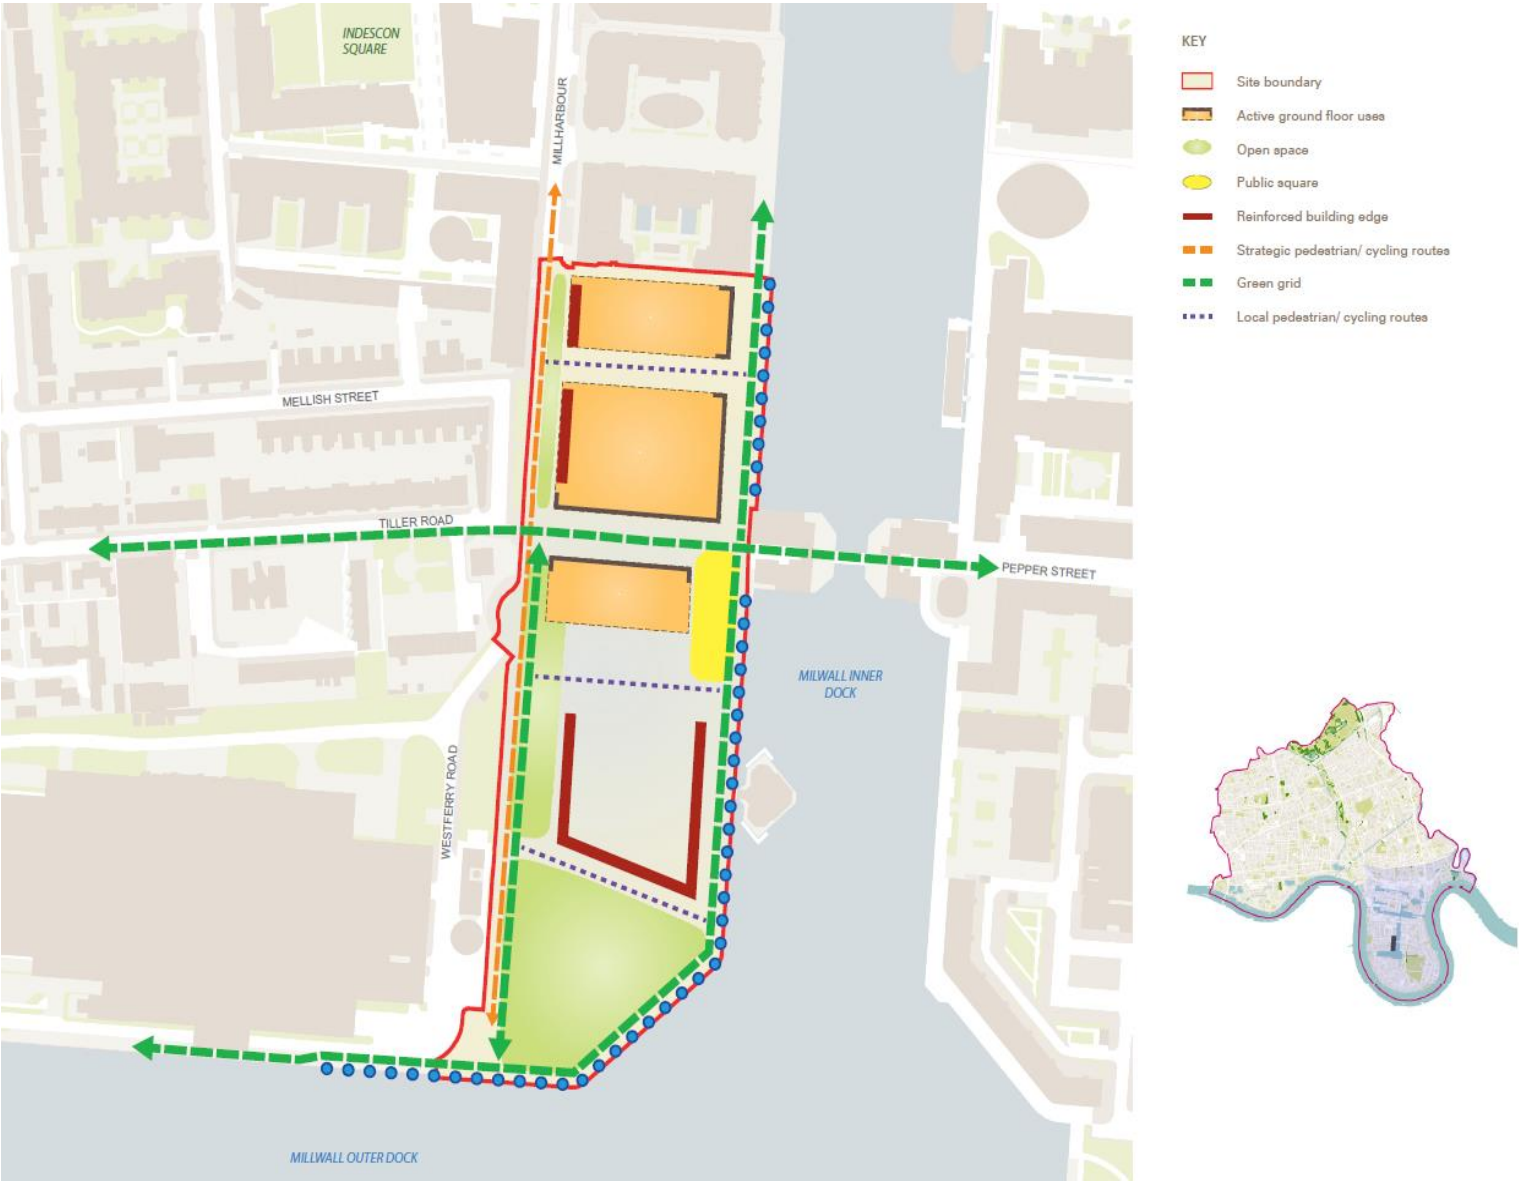 INDESCON
SQUARE
MILLHARBOUR
MELLISH STREET
TILLER ROAD
PEPPER STREET
MILWALL INNER
DOCK
WESTFERRY ROAD
MILLWALL OUTER DOCK
KEY
Site boundary
Active ground floor uses
Open space
Public square
Reinforced building edge
Strategic pedestrian/ cycling routes
Green grid
Local pedestrian/ cycling routes